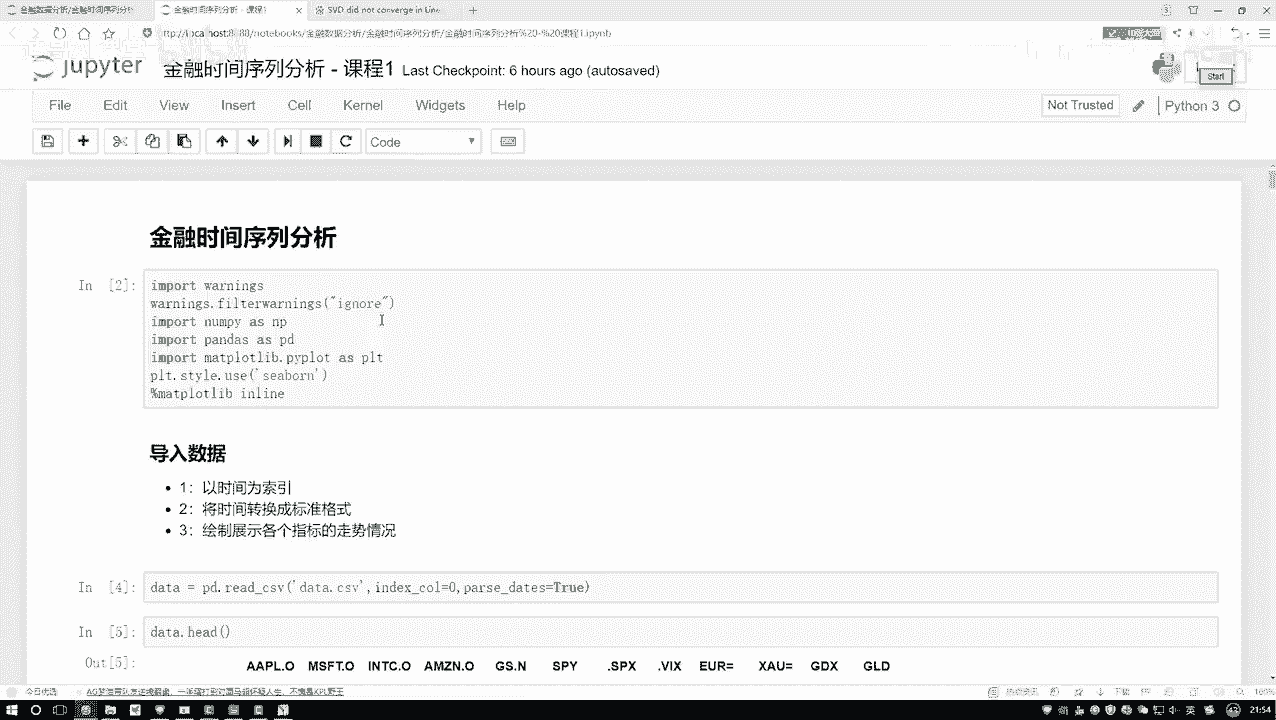 金融数据分析/金融时间序
金融时间序列分析 - 课程1
SVD did not converge in Line
localhost:8888/notebooks/金融数据分析/金融时间序列分析/金融时间序列分析%20-%20课程1.ipynb
jupyter 金融时间序列分析 - 课程1 Last Checkpoint: 6 hours ago (autosaved)
Start
File Edit View Insert Cell Kernel Widgets Help
Not Trusted Python 3
Code
金融时间序列分析
In [2]: import warnings
warnings.filterwarnings("ignore")
import numpy as np
import pandas as pd
import matplotlib.pyplot as plt
plt.style.use('seaborn')
%matplotlib inline
导入数据
1：以时间为索引
2：将时间转换成标准格式
3：绘制展示各个指标的走势情况
In [4]: data = pd.read_csv('data.csv',index_col=0,parse_dates=True)
In [5]: data.head()
Out[5]:
AAPL.O MSFT.O INTC.O AMZN.O GS.N SPY .SPX .VIX EUR= XAU= GDX GLD
今日优选
21:54